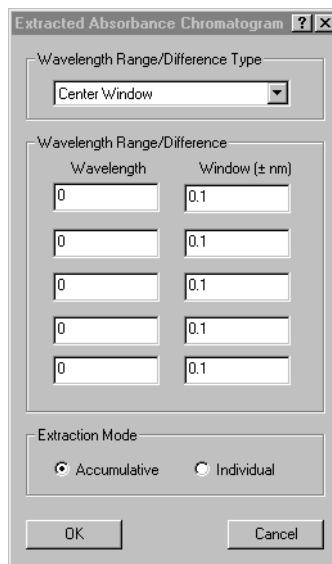 Extracted Absorbance Chromatogram ? ×
Wavelength Range/Difference Type
Center Window
Wavelength Range/Difference
Wavelength Window (± nm)
0 0.1
0 0.1
0 0.1
0 0.1
0 0.1
Extraction Mode
Accumulative Individual
OK Cancel